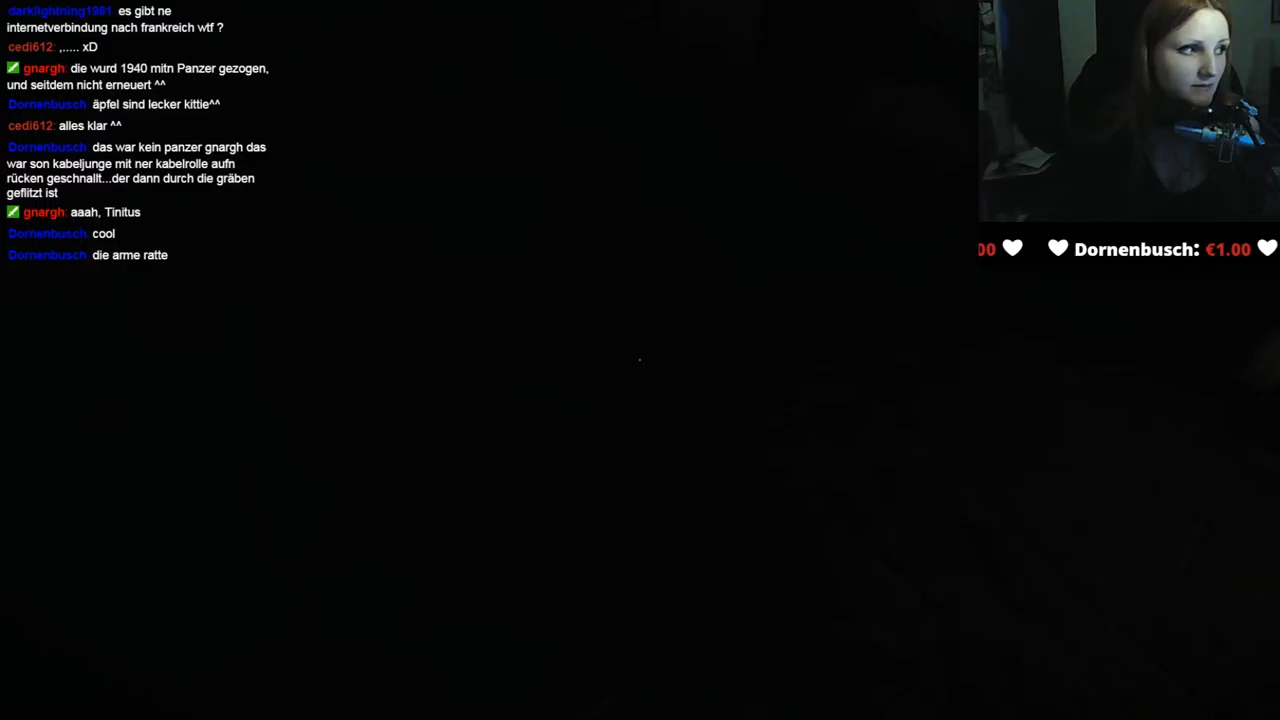 darklightning1981 es gibt ne
internetverbindung nach frankreich wtf ?
cedi612: ,..... xD
gnargh: die wurd 1940 mitn Panzer gezogen,
und seitdem nicht erneuert ^^
Dornenbusch: äpfel sind lecker kittie^^
cedi612: alles klar ^^
Dornenbusch: das war kein panzer gnargh das
war son kabeljunge mit ner kabelrolle aufn
rücken geschnallt...der dann durch die gräben
geflitzt ist
gnargh: aaah, Tinitus
Dornenbusch: cool
Dornenbusch: die arme ratte
00 Dornenbusch: €1.00